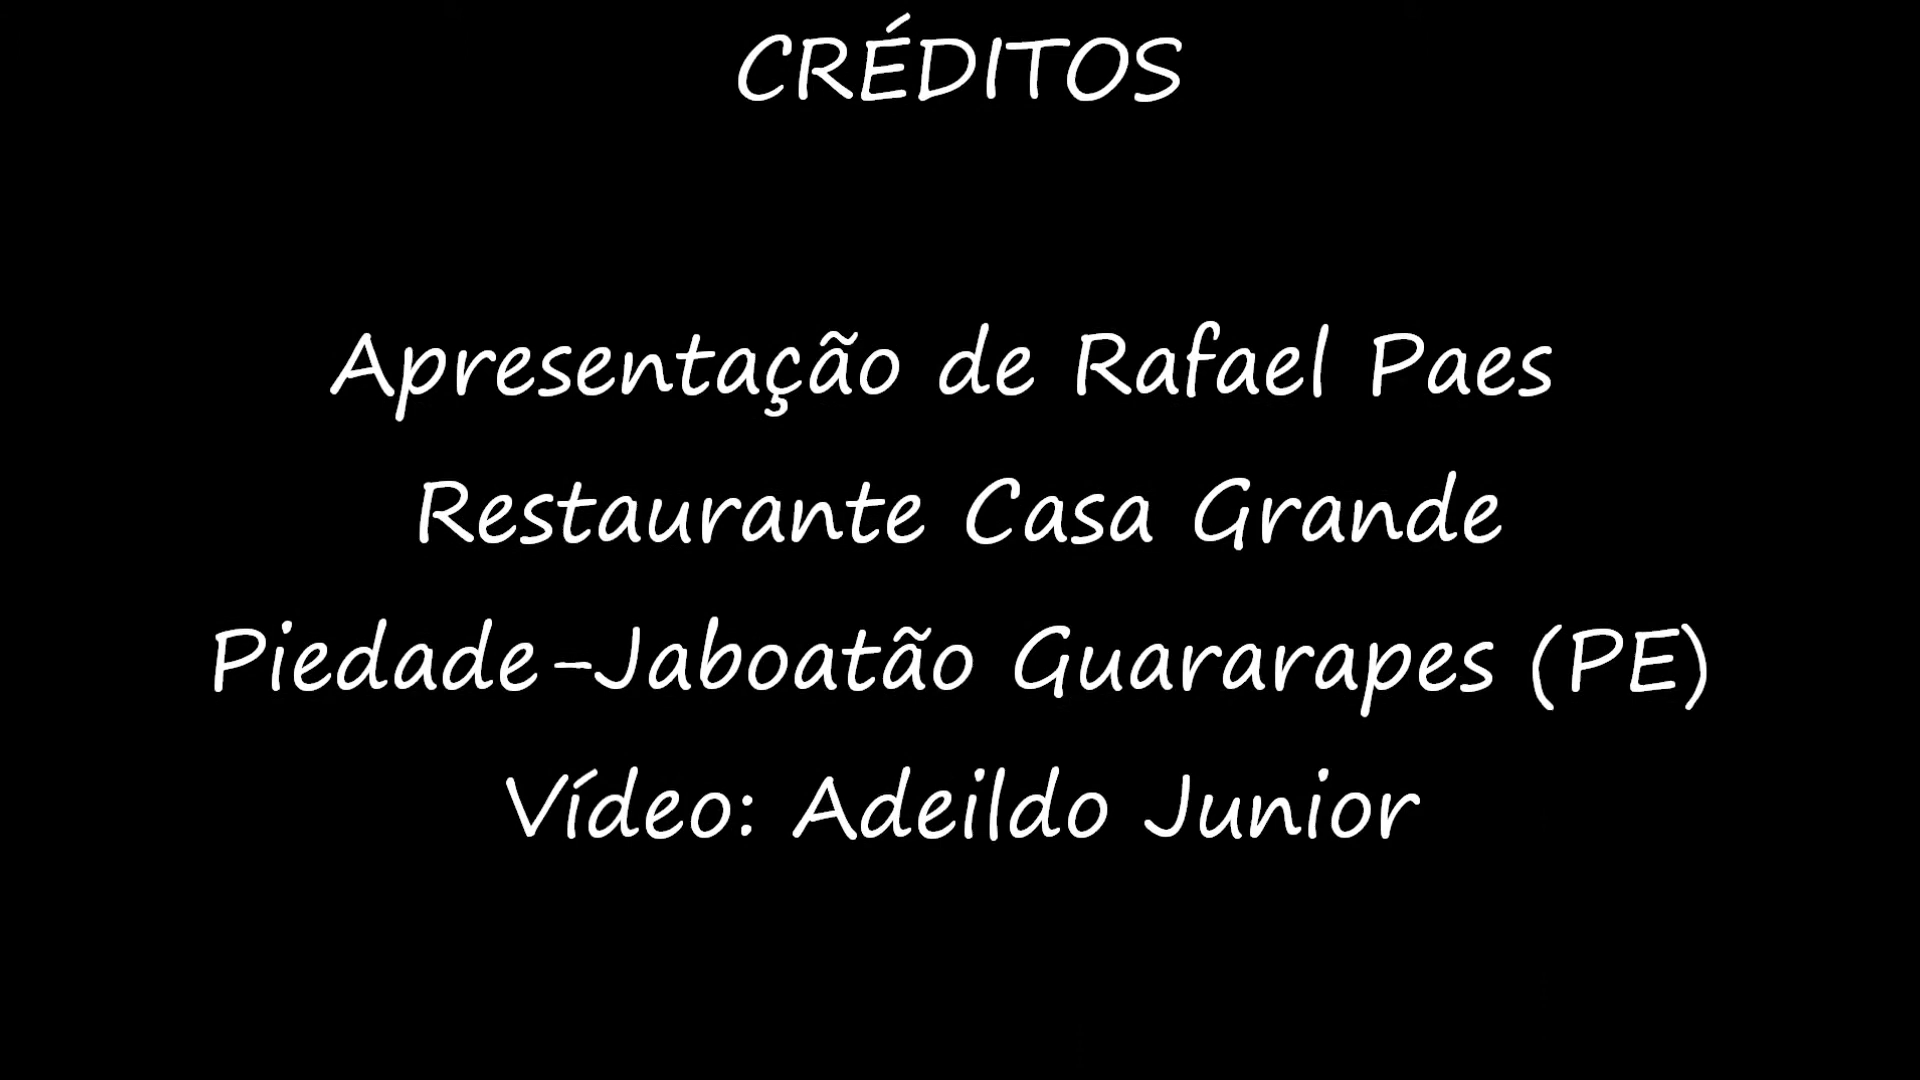 CRÉDITOS
Apresentação de Rafael Paes
Restaurante Casa Grande
Piedade-Jaboatão Guararapes (PE)
Vídeo: Adeildo Junior